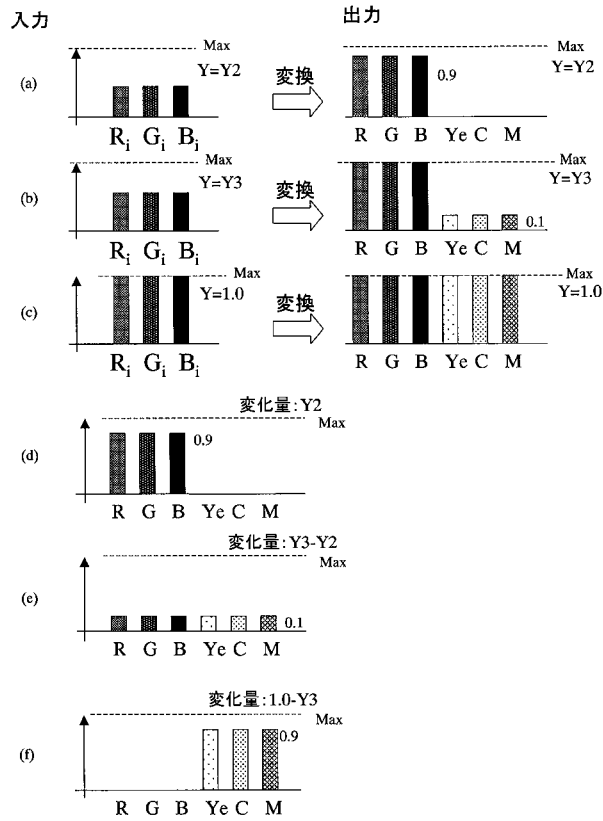 入力 出力
(a) Max Y=Y2 変換 0.9 Max Y=Y2
Ri Gi Bi R G B Ye C M
(b) Max Y=Y3 変換 Max Y=Y3 0.1
Ri Gi Bi R G B Ye C M
(c) Max Y=1.0 変換 Max Y=1.0
Ri Gi Bi R G B Ye C M
変化量:Y2
(d) 0.9 Max
R G B Ye C M
変化量:Y3-Y2
(e) Max 0.1
R G B Ye C M
変化量:1.0-Y3
(f) Max 0.9
R G B Ye C M